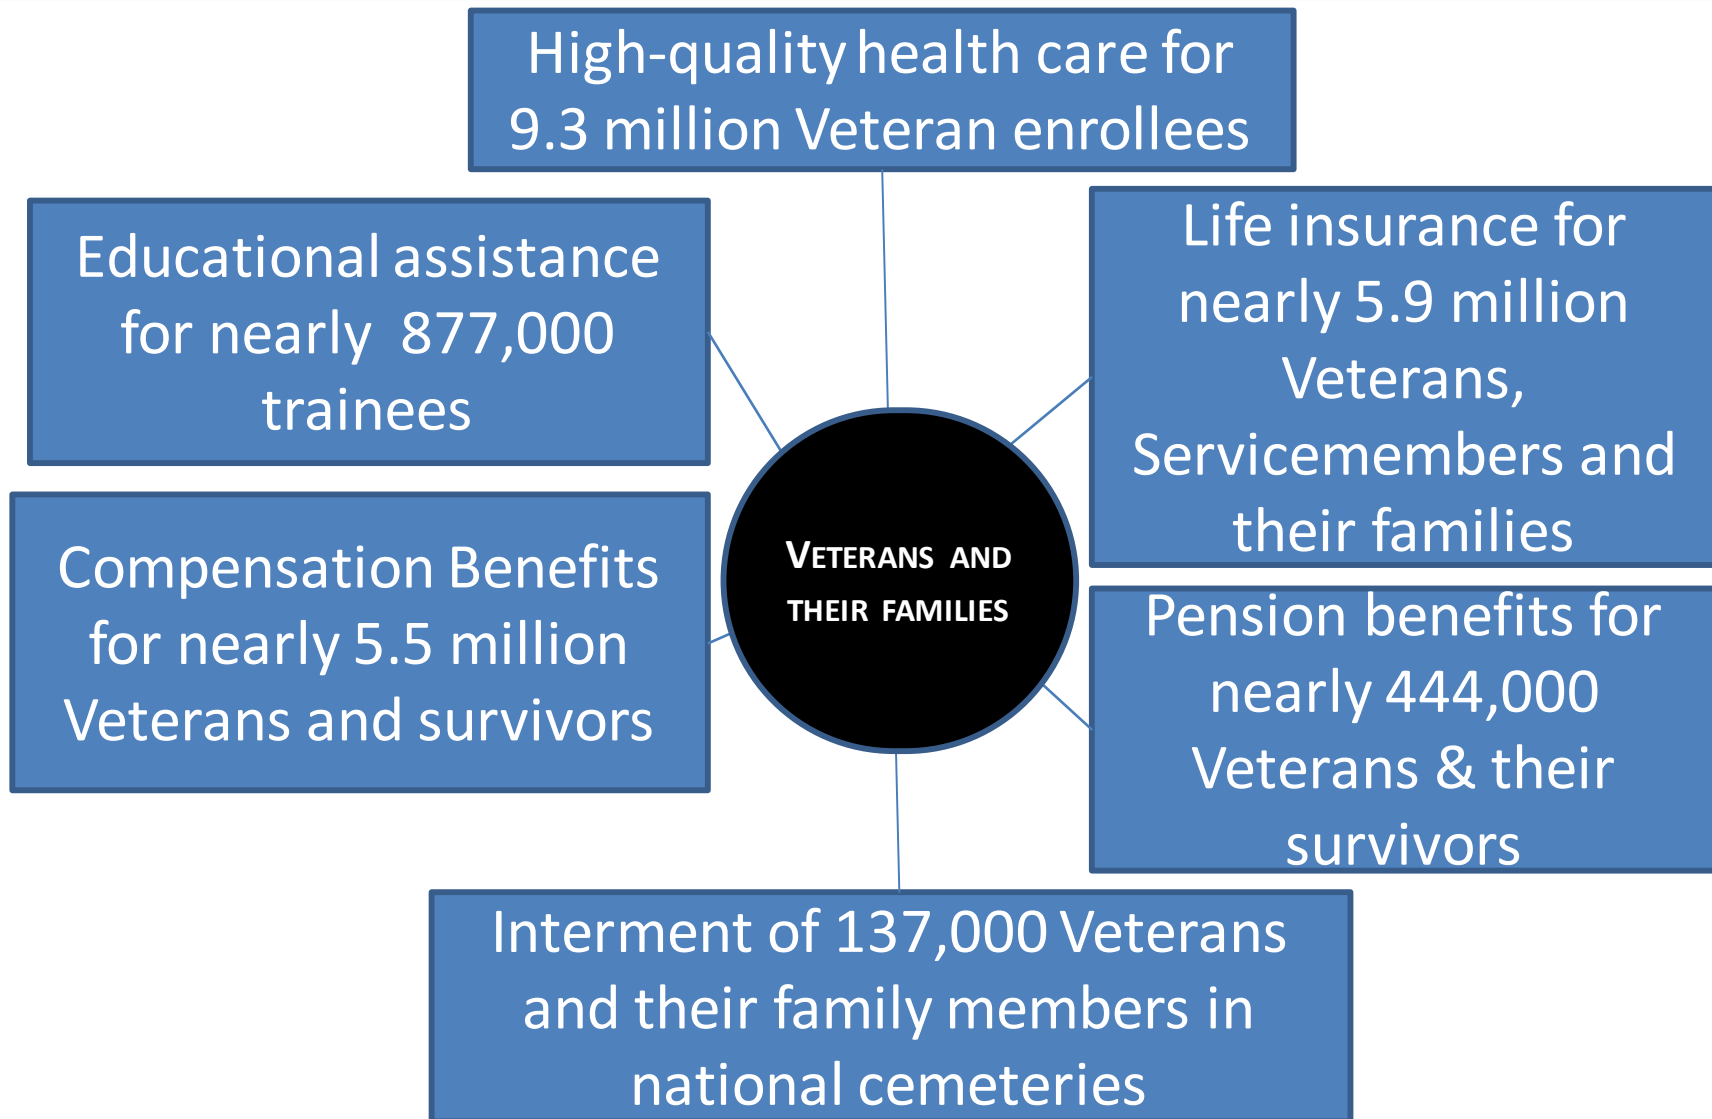 High-quality health care for
9.3 million Veteran enrollees
Educational assistance
for nearly  877,000
trainees
Life insurance for
nearly 5.9 million
Veterans,
Servicemembers and
their families
VETERANS AND
THEIR FAMILIES
Compensation Benefits
for nearly 5.5 million
Veterans and survivors
Pension benefits for
nearly 444,000
Veterans & their
survivors
Interment of 137,000 Veterans
and their family members in
national cemeteries